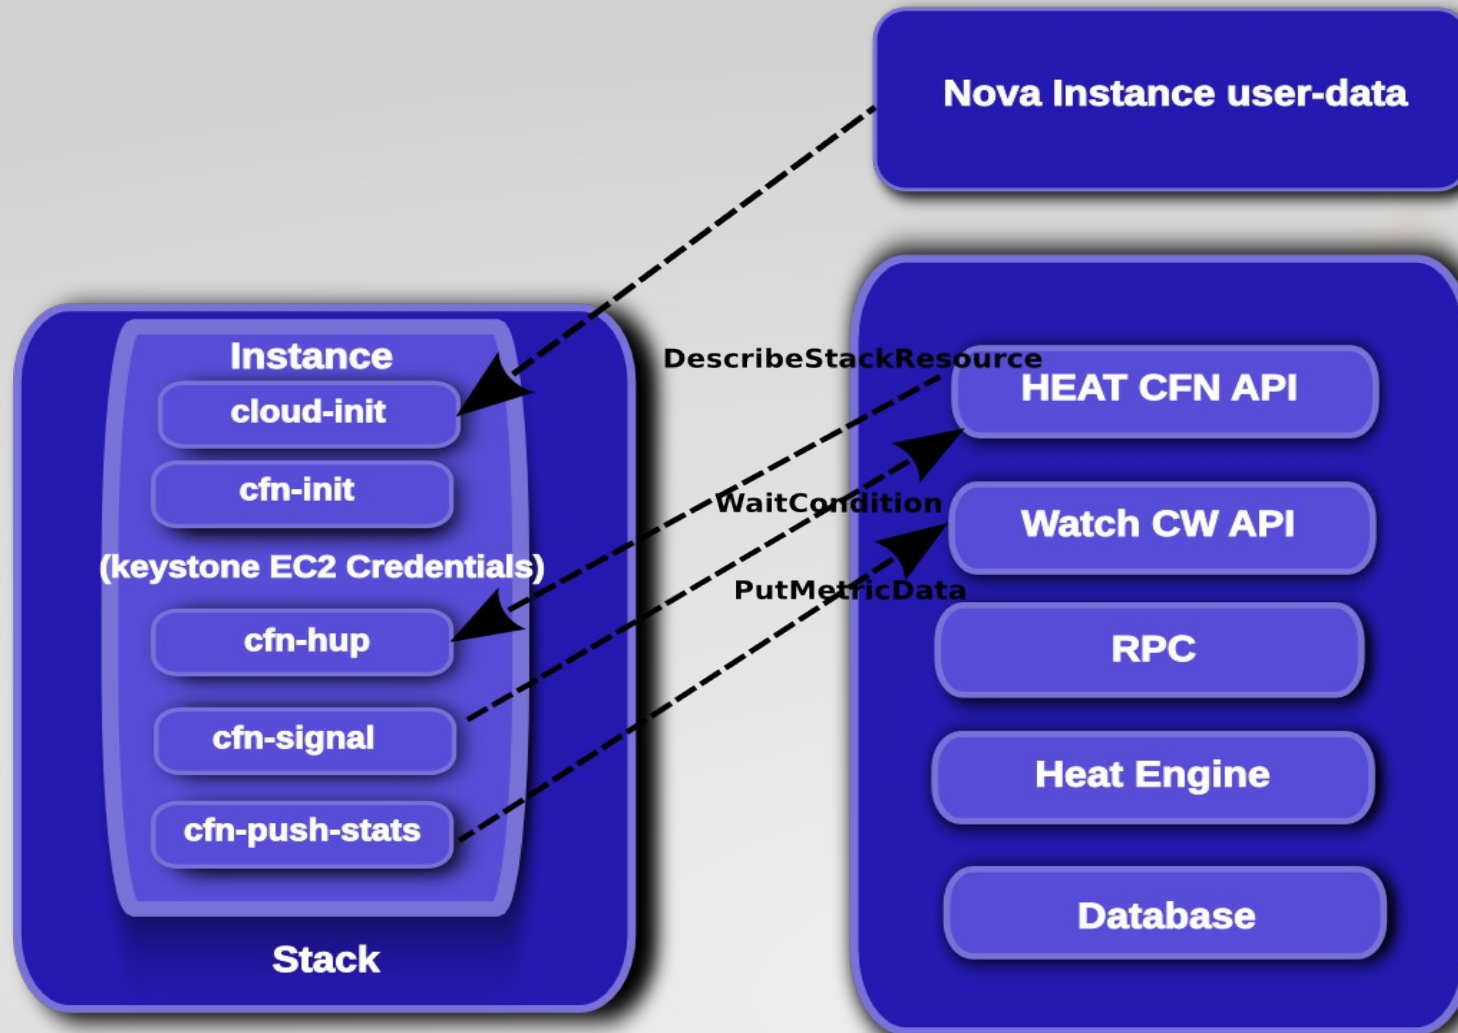 Nova Instance user-data
Instance
cloud-init
cfn-init
(keystone EC2 Credentials)
cfn-hup
cfn-signal
cfn-push-stats
Stack
DescribeStackResource
WaitCondition
PutMetricData
HEAT CFN API
Watch CW API
RPC
Heat Engine
Database